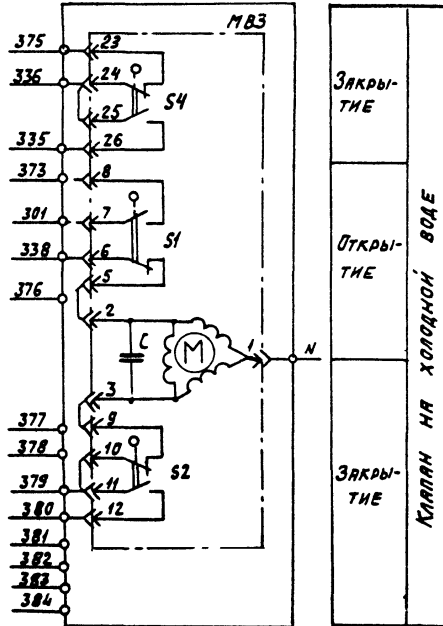 МВЗ
375
23
336
24
S4
25
335
26
373
8
301
7
S1
338
6
5
376
2
C
M
1
N
3
9
377
378
10
S2
379
11
380
12
381
382
383
384
ЗАКРЫ-
ТИЕ
ОТКРЫ-
ТИЕ
ЗАКРЫ-
ТИЕ
КЛАПАН НА ХОЛОДНОЙ ВОДЕ